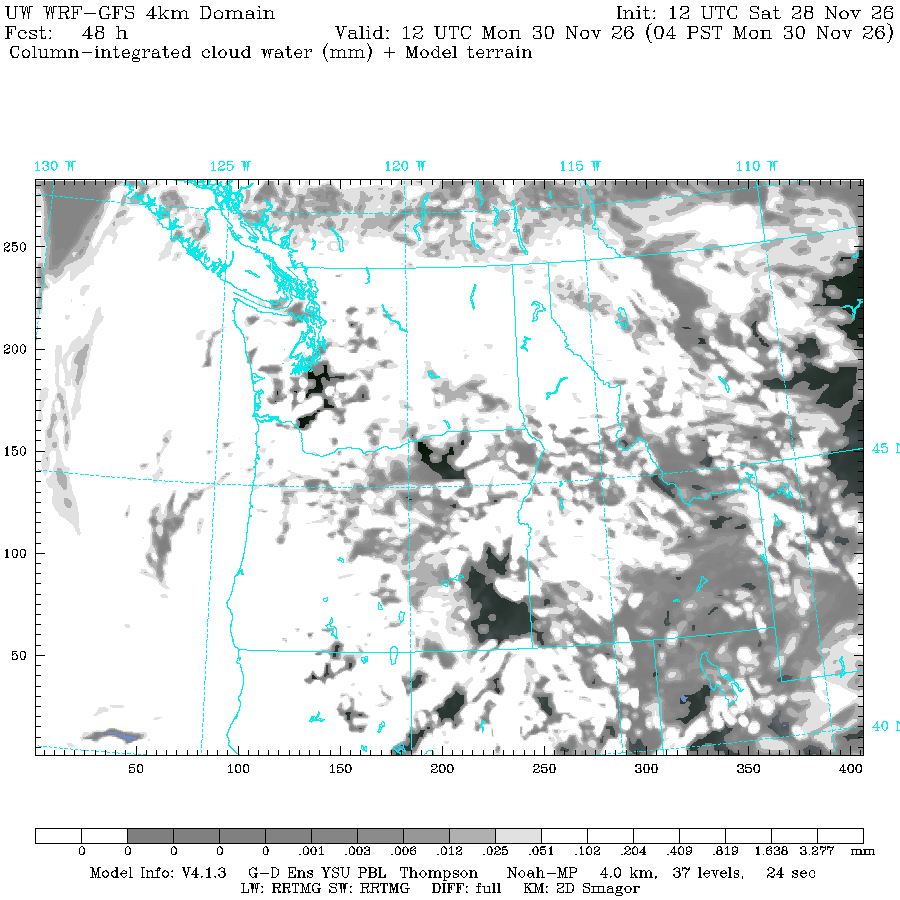 UW WRF-GFS 4km Domain Init: 12 UTC Sat 28 Nov 26
Fcst: 48 h Valid: 12 UTC Mon 30 Nov 26 (04 PST Mon 30 Nov 26)
Column-integrated cloud water (mm) + Model terrain
130 W 125 W 120 W 115 W 110 W
250
200
150
45 N
100
50
40 N
50 100 150 200 250 300 350 400
0 0 0 0 0 .001 .003 .006 .012 .025 .051 .102 .204 .409 .819 1.638 3.277 mm
Model Info: V4.1.3 G-D Ens YSU PBL Thompson Noah-MP 4.0 km, 37 levels, 24 sec
LW: RRTMG SW: RRTMG DIFF: full KM: 2D Smagor